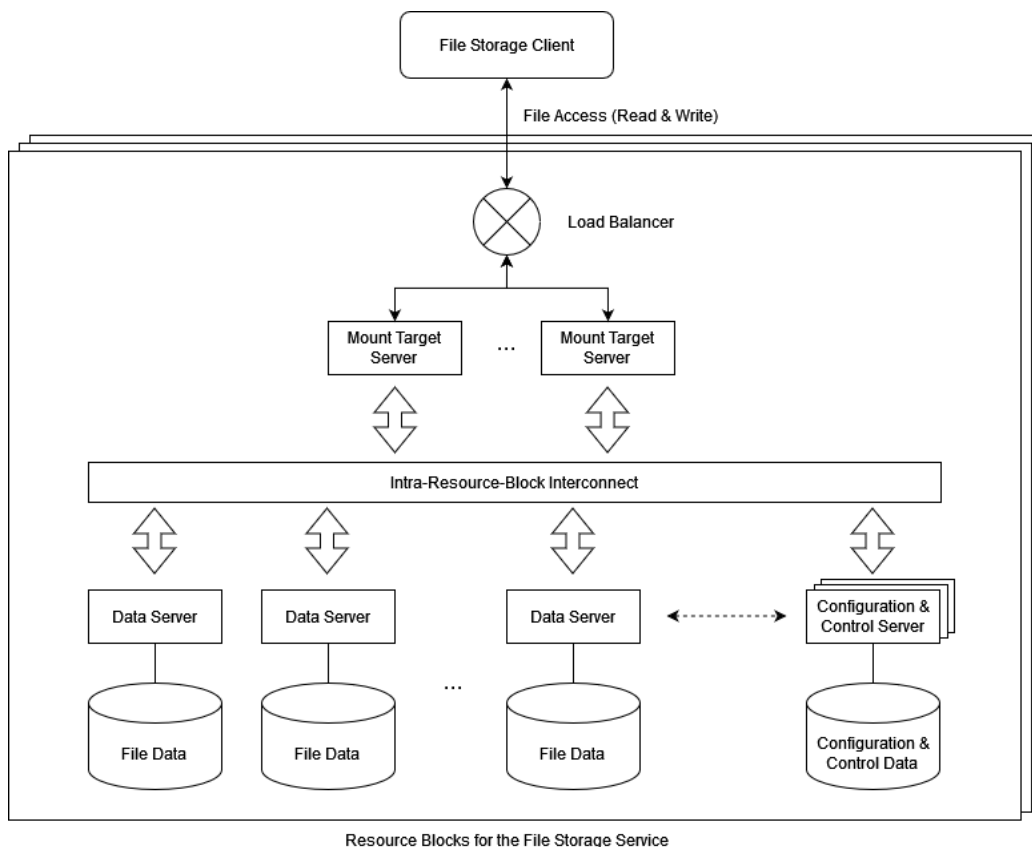 File Storage Client
File Access (Read & Write)
Load Balancer
Mount Target
Server
...
Mount Target
Server
Intra-Resource-Block Interconnect
Data Server
Data Server
Data Server
Configuration &
Control Server
...
File Data
File Data
File Data
Configuration &
Control Data
Resource Blocks for the File Storage Service